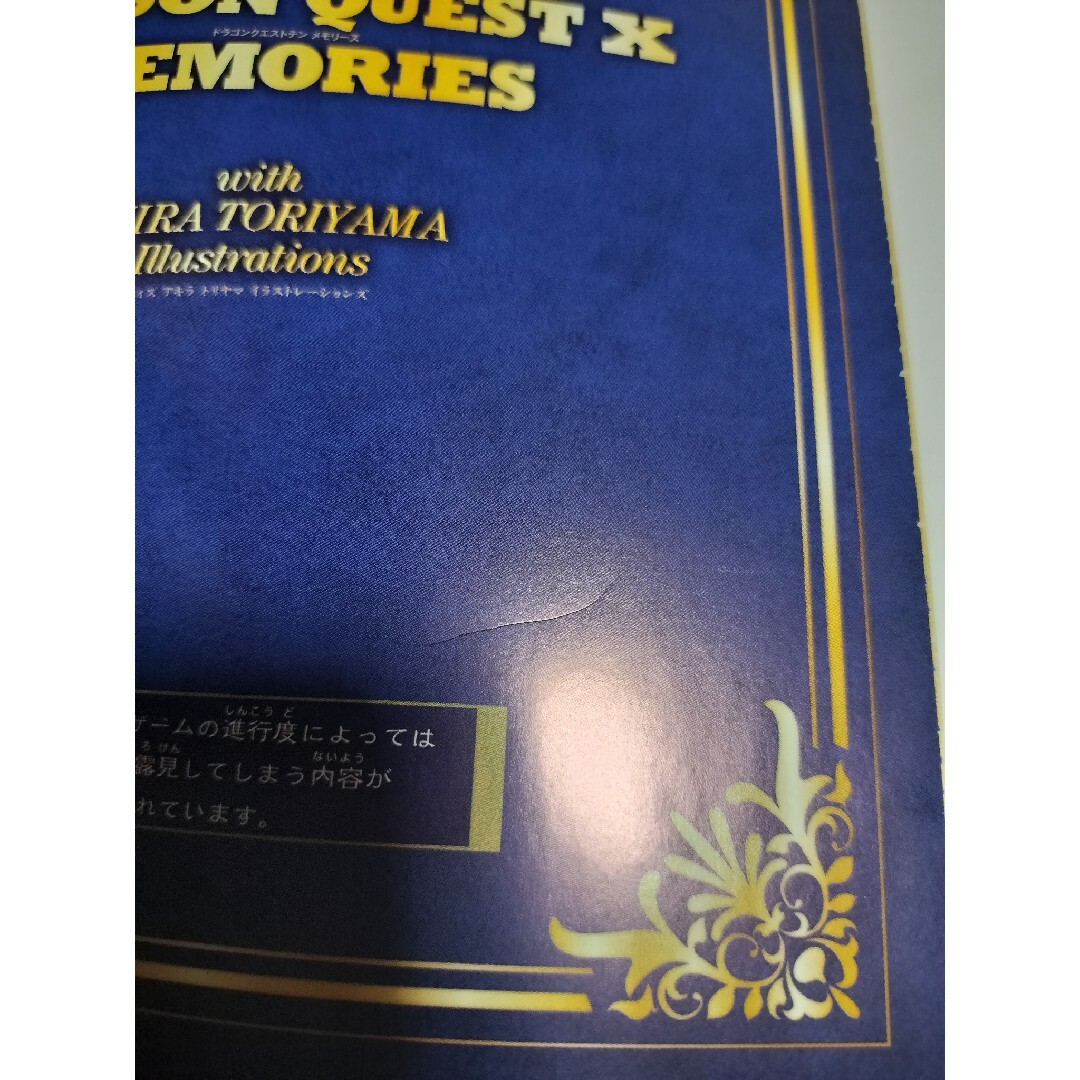 QUEST X
ドラゴンクエストテン メモリーズ
EMORIES
with
IRA TORIYAMA
Illustrations
ィズ アキラ トリヤマ イラストレーションズ
しんこう ど
ゲームの進行度によっては
ろ けん ないよう
露見してしまう内容が
れています。